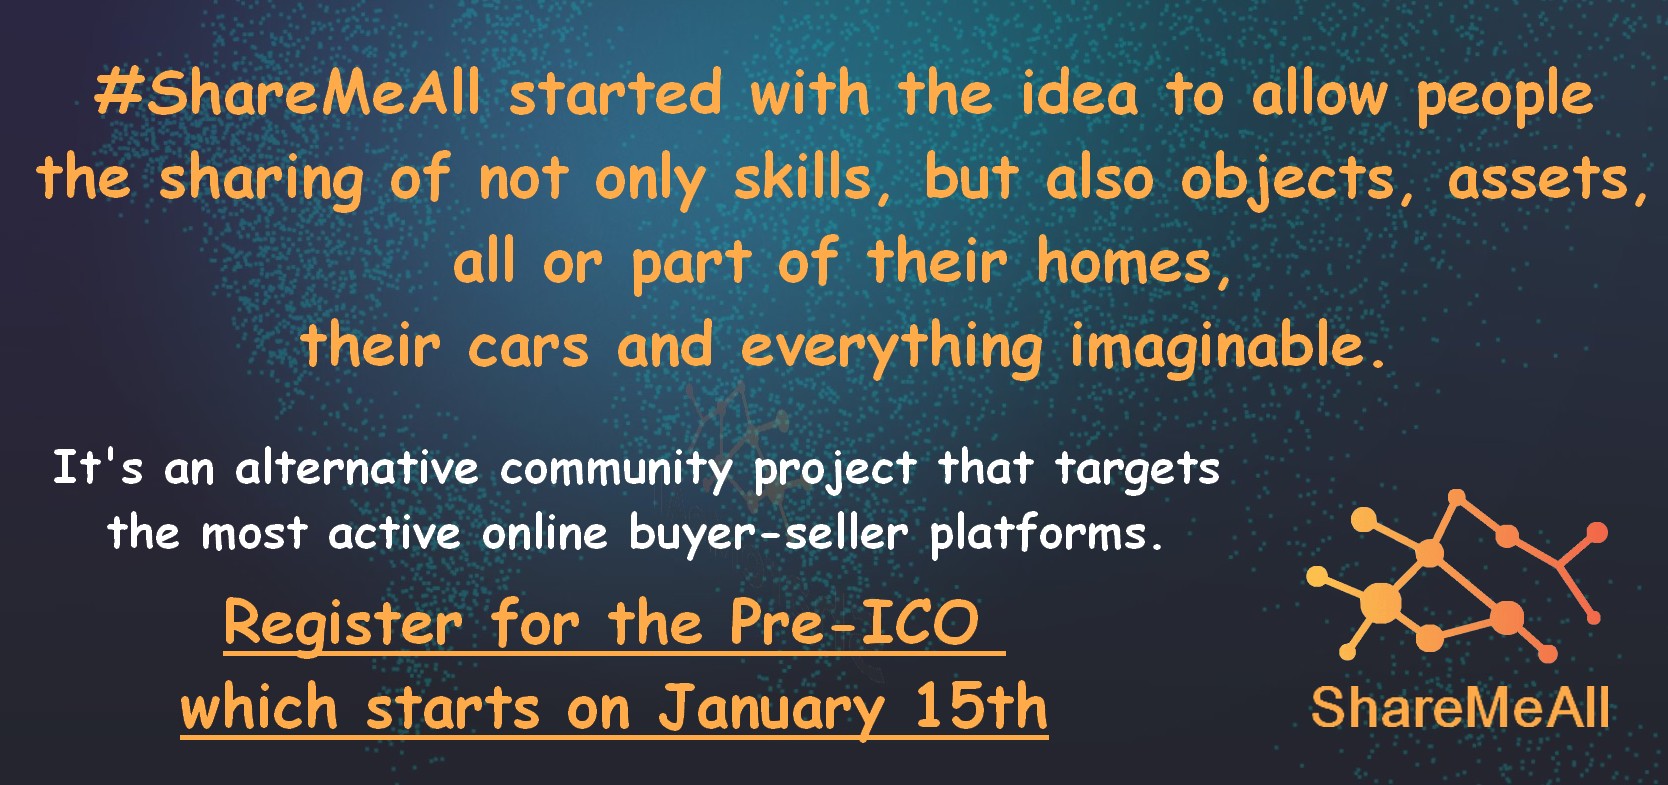 #ShareMeAll started with the idea to allow people
the sharing of not only skills, but also objects, assets,
all or part of their homes,
their cars and everything imaginable.
It's an alternative community project that targets
the most active online buyer-seller platforms.
Register for the Pre-ICO
which starts on January 15th
ShareMeAll